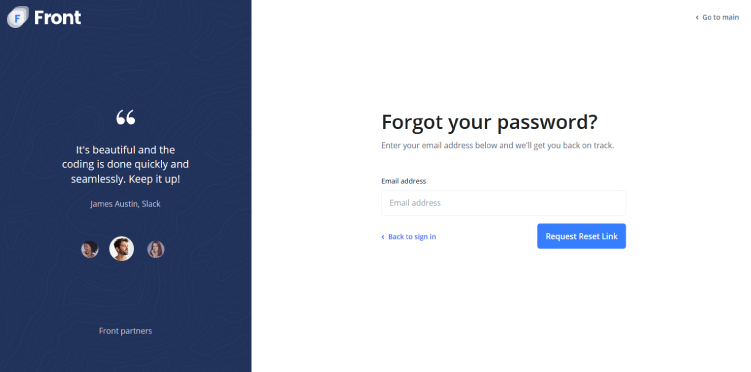 Front
Go to main
It's beautiful and the
coding is done quickly and
seamlessly. Keep it up!
James Austin, Slack
Front partners
Forgot your password?
Enter your email address below and we'll get you back on track.
Email address
Email address
Back to sign in
Request Reset Link